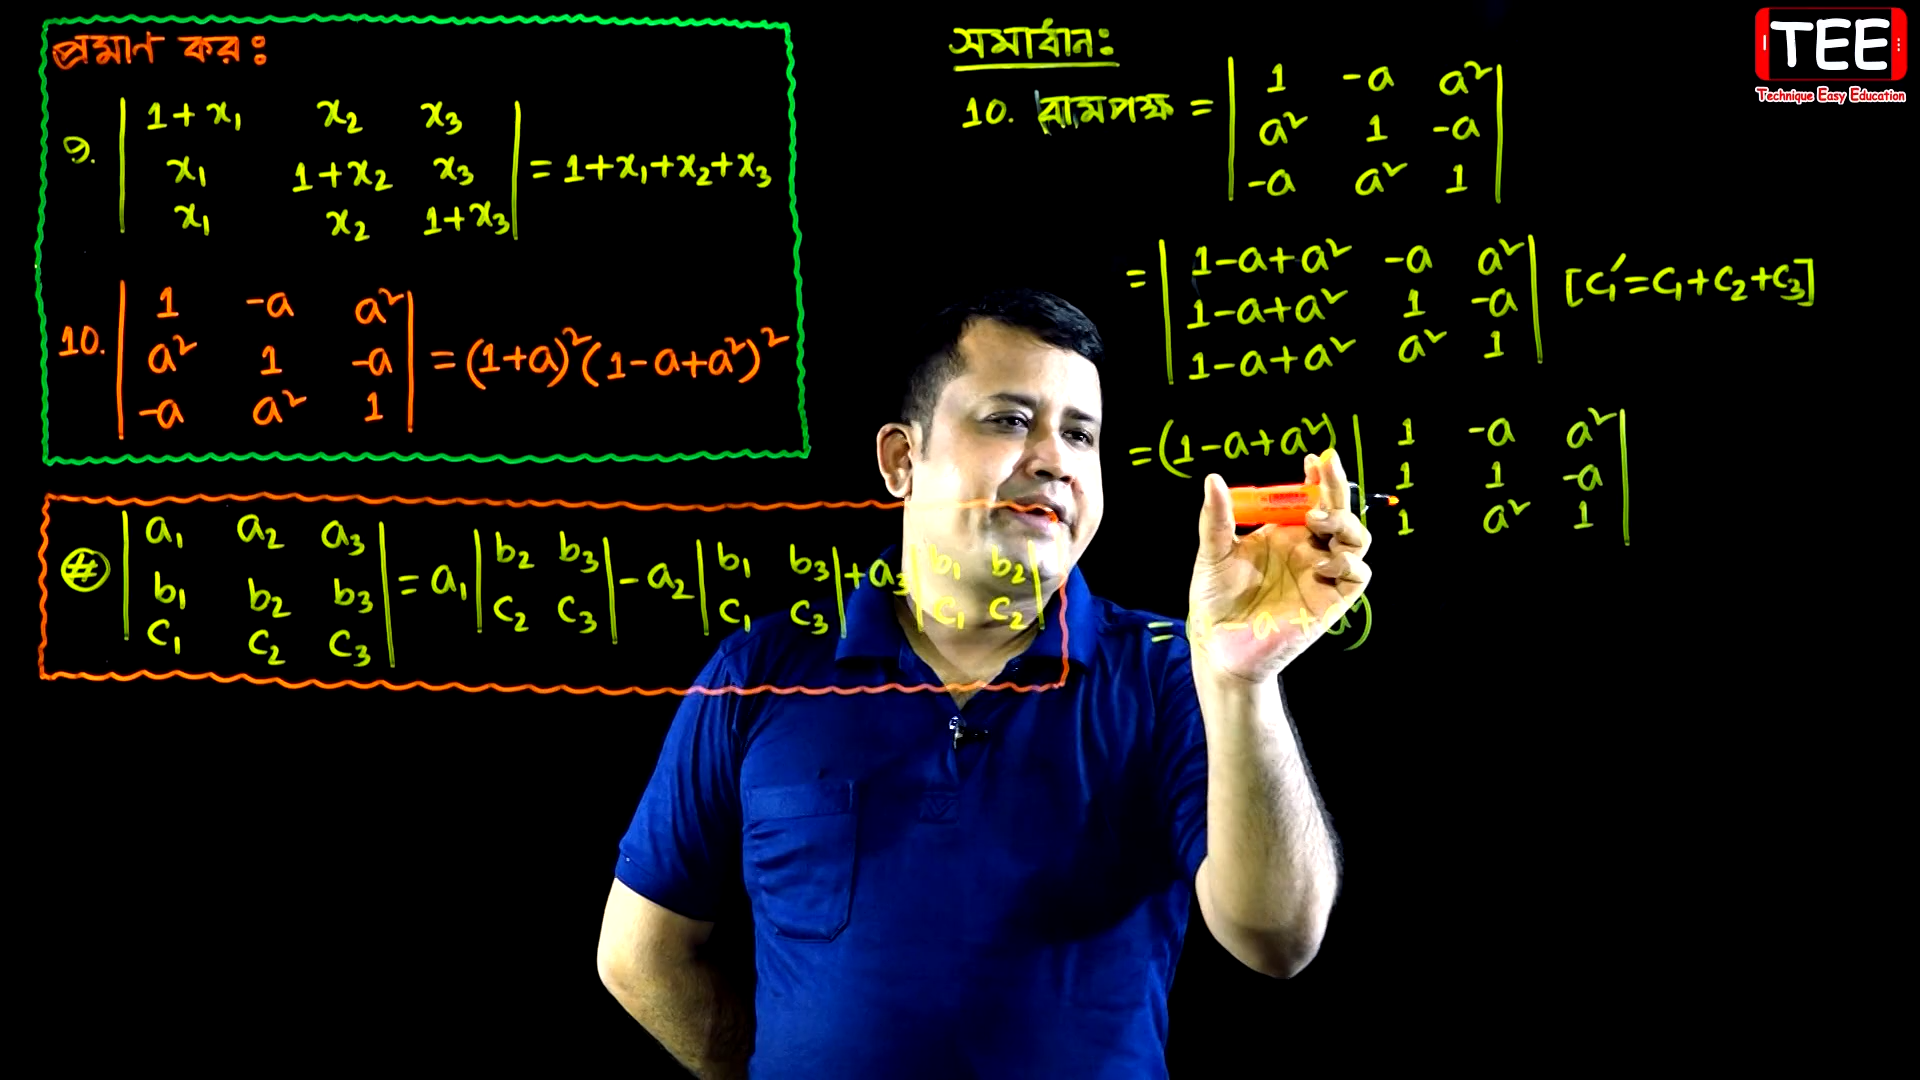 প্রমাণ কর:
9. | 1+x₁ x₂ x₃ |
| x₁ 1+x₂ x₃ | = 1+x₁+x₂+x₃
| x₁ x₂ 1+x₃ |
10. | 1 -a a² |
| a² 1 -a | = (1+a)²(1-a+a²)²
| -a a² 1 |
# | a₁ a₂ a₃ |
| b₁ b₂ b₃ | = a₁ | b₂ b₃ | - a₂ | b₁ b₃ | + a₃ | b₁ b₂ |
| c₁ c₂ c₃ | | c₂ c₃ | | c₁ c₃ | | c₁ c₂ |
সমাধান:
10. বামপক্ষ = | 1 -a a² |
| a² 1 -a |
| -a a² 1 |
= | 1-a+a² -a a² |
| 1-a+a² 1 -a | [c₁′=c₁+c₂+c₃]
| 1-a+a² a² 1 |
=(1-a+a²) | 1 -a a² |
| 1 1 -a |
| 1 a² 1 |
= (1-a+a²)
TEE
Technique Easy Education